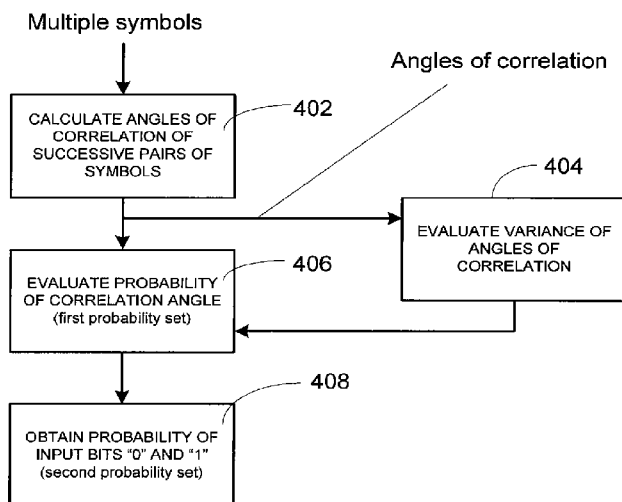 Multiple symbols
Angles of correlation
402
CALCULATE ANGLES OF
CORRELATION OF
SUCCESSIVE PAIRS OF
SYMBOLS
404
EVALUATE VARIANCE OF
ANGLES OF
CORRELATION
406
EVALUATE PROBABILITY
OF CORRELATION ANGLE
(first probability set)
408
OBTAIN PROBABILITY OF
INPUT BITS “0” AND “1”
(second probability set)